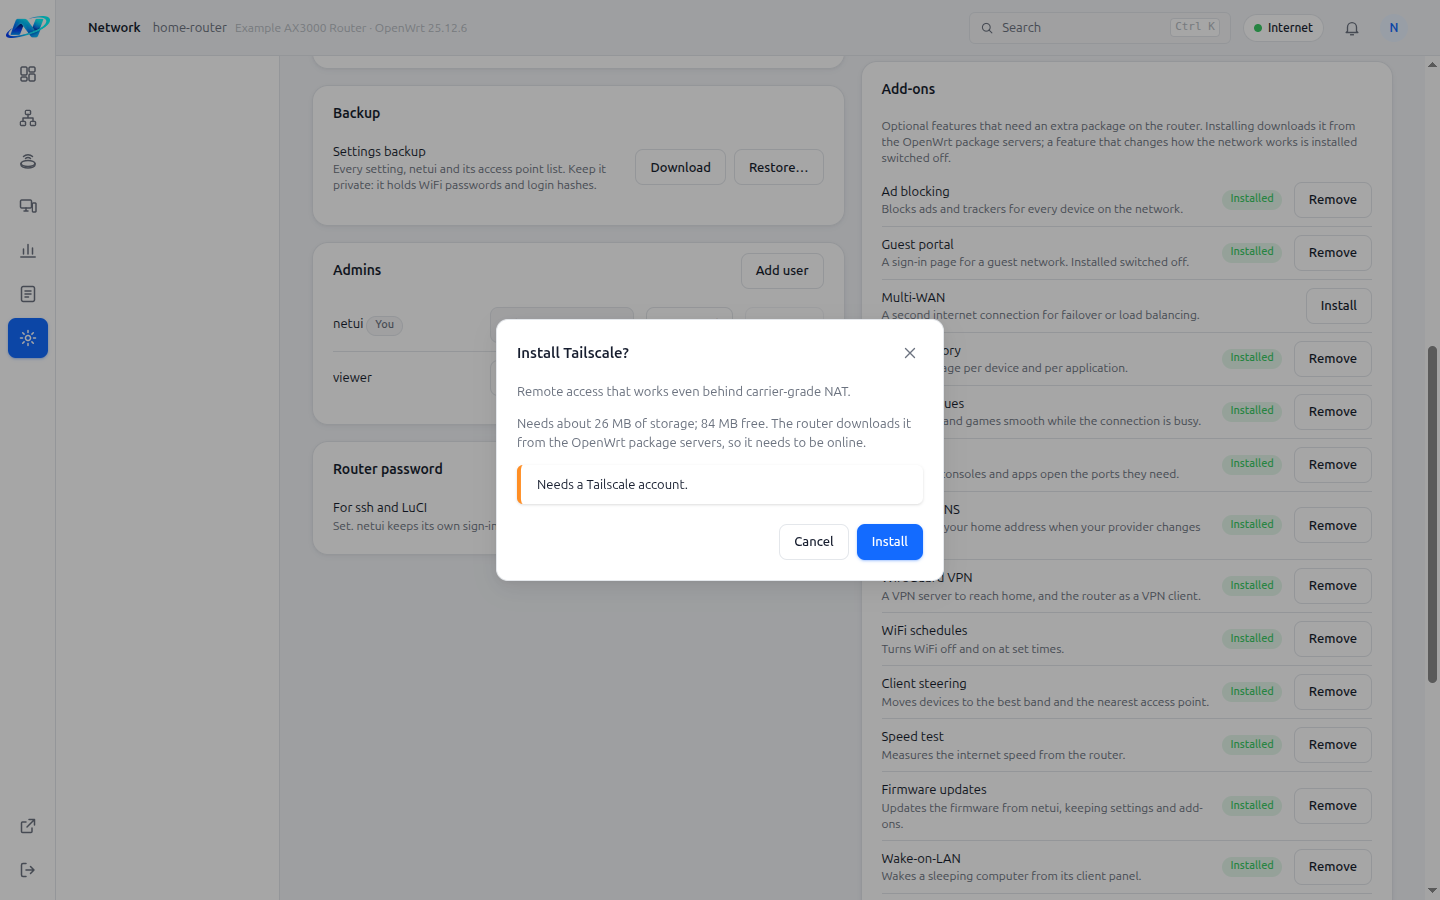 Network home-router Example AX3000 Router · OpenWrt 25.12.6
Search Ctrl K
Internet
N
Backup
Settings backup
Every setting, netui and its access point list. Keep it
private: it holds WiFi passwords and login hashes.
Download
Restore...
Admins
Add user
netui You
viewer
Router password
For ssh and LuCI
Set. netui keeps its own sign-in
Install Tailscale?
Remote access that works even behind carrier-grade NAT.
Needs about 26 MB of storage; 84 MB free. The router downloads it
from the OpenWrt package servers, so it needs to be online.
Needs a Tailscale account.
Cancel
Install
Add-ons
Optional features that need an extra package on the router. Installing downloads it from
the OpenWrt package servers; a feature that changes how the network works is installed
switched off.
Ad blocking
Blocks ads and trackers for every device on the network.
Installed
Remove
Guest portal
A sign-in page for a guest network. Installed switched off.
Installed
Remove
Multi-WAN
A second internet connection for failover or load balancing.
Install
ory
age per device and per application.
Installed
Remove
ues
and games smooth while the connection is busy.
Installed
Remove
onsoles and apps open the ports they need.
Installed
Remove
NS
your home address when your provider changes
Installed
Remove
VPN
A VPN server to reach home, and the router as a VPN client.
Installed
Remove
WiFi schedules
Turns WiFi off and on at set times.
Installed
Remove
Client steering
Moves devices to the best band and the nearest access point.
Installed
Remove
Speed test
Measures the internet speed from the router.
Installed
Remove
Firmware updates
Updates the firmware from netui, keeping settings and add-
ons.
Installed
Remove
Wake-on-LAN
Wakes a sleeping computer from its client panel.
Installed
Remove